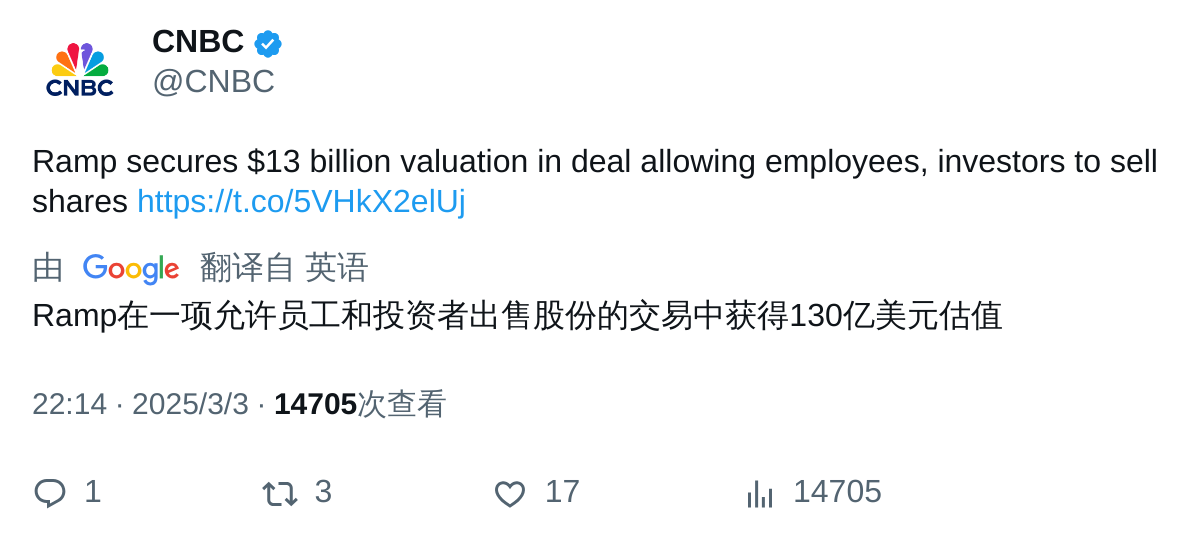 CNBC
CNBC
@CNBC
Ramp secures $13 billion valuation in deal allowing employees, investors to sell
shares https://t.co/5VHkX2elUj
由 Google 翻译自 英语
Ramp在一项允许员工和投资者出售股份的交易中获得130亿美元估值
22:14 · 2025/3/3 · 14705次查看
1 3 17 14705